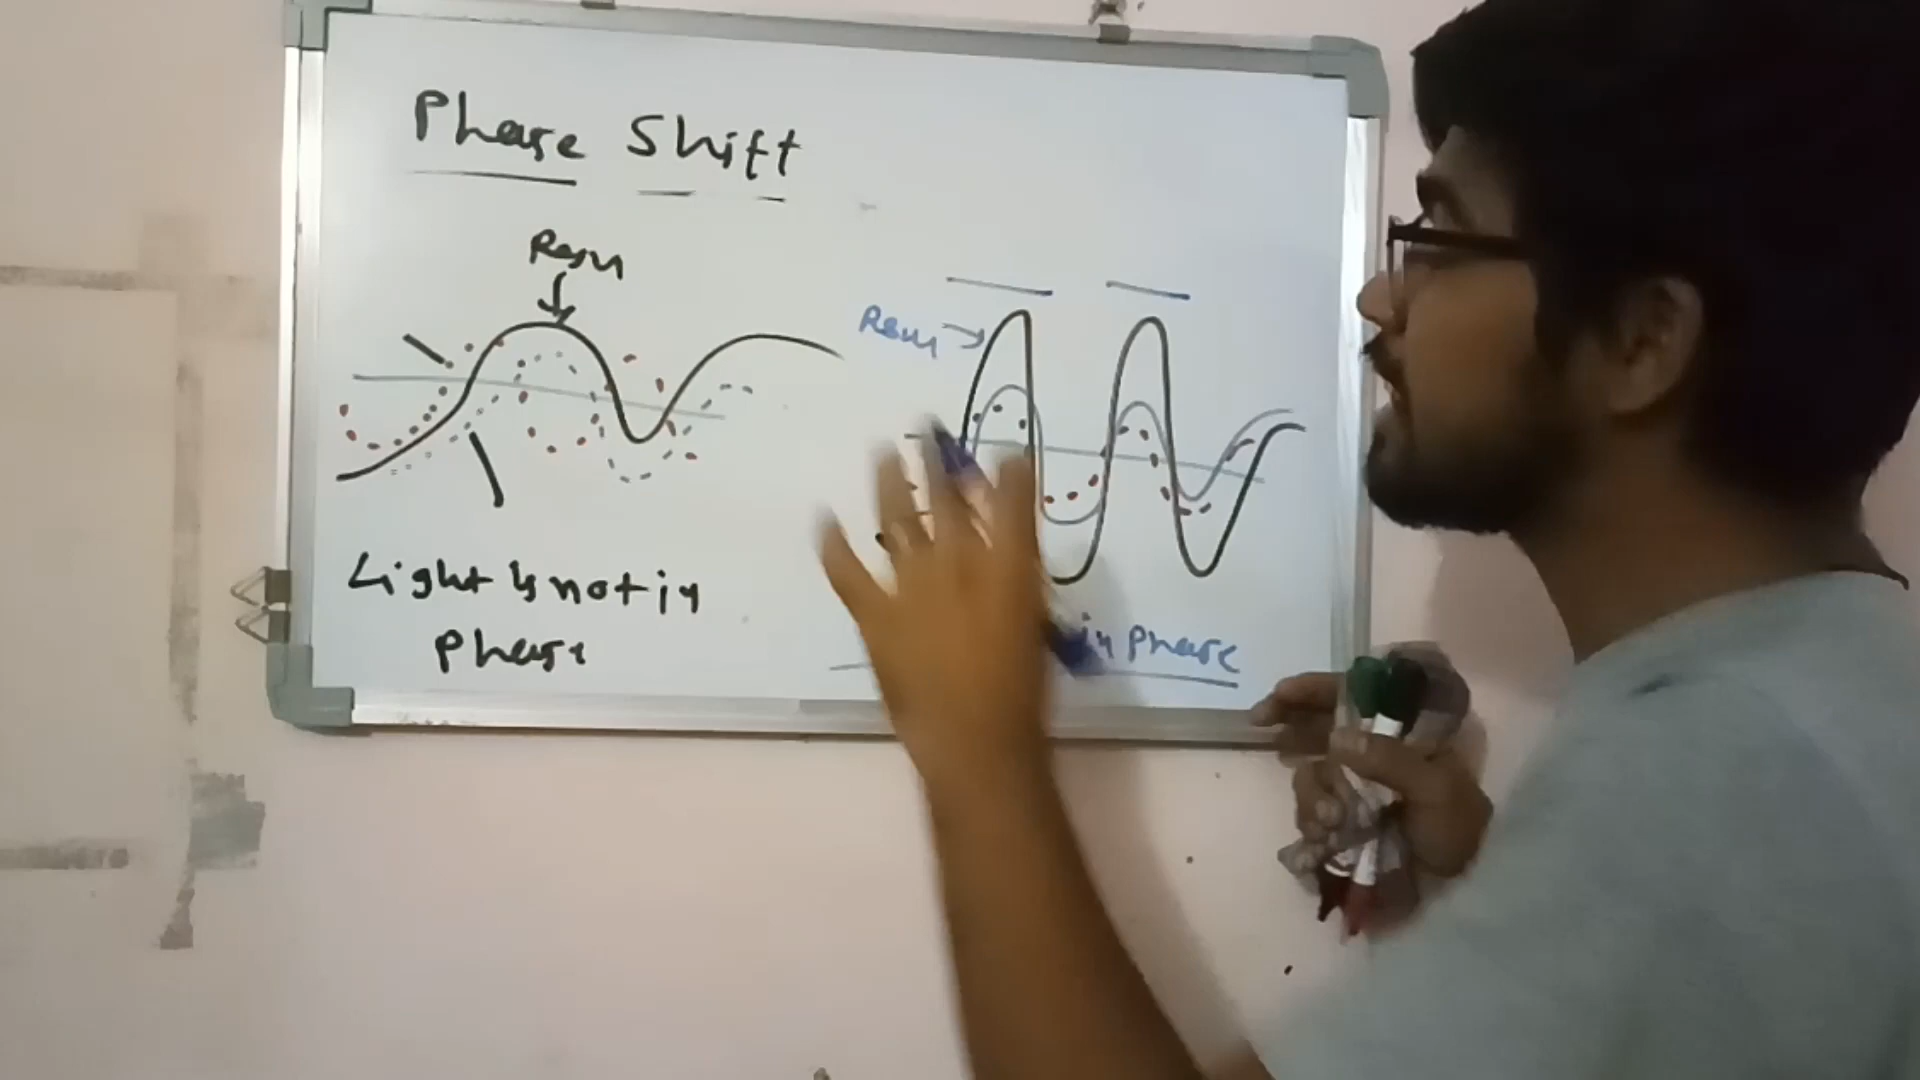 Phase Shift
Resu
Resu
Light is not in
phase
in phase